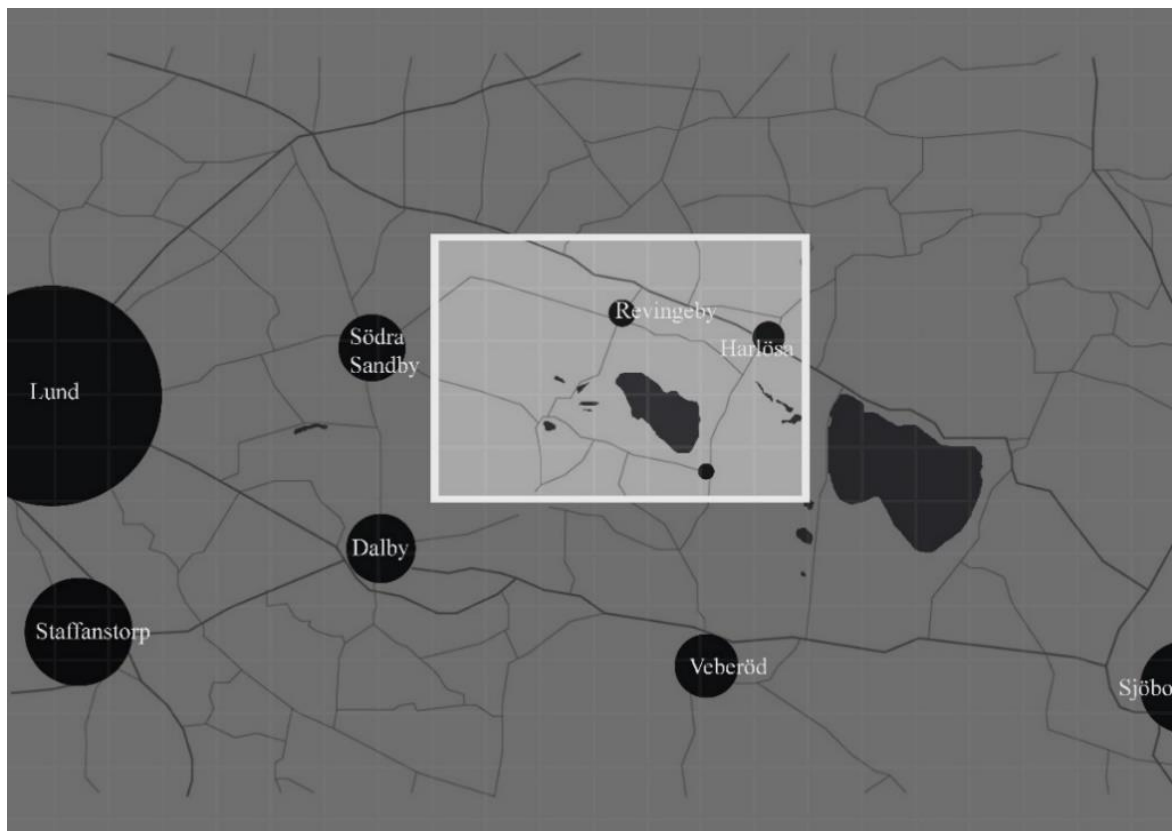 Revingeby
Södra
Sandby
Harlösa
Lund
Dalby
Staffanstorp
Veberöd
Sjöbo